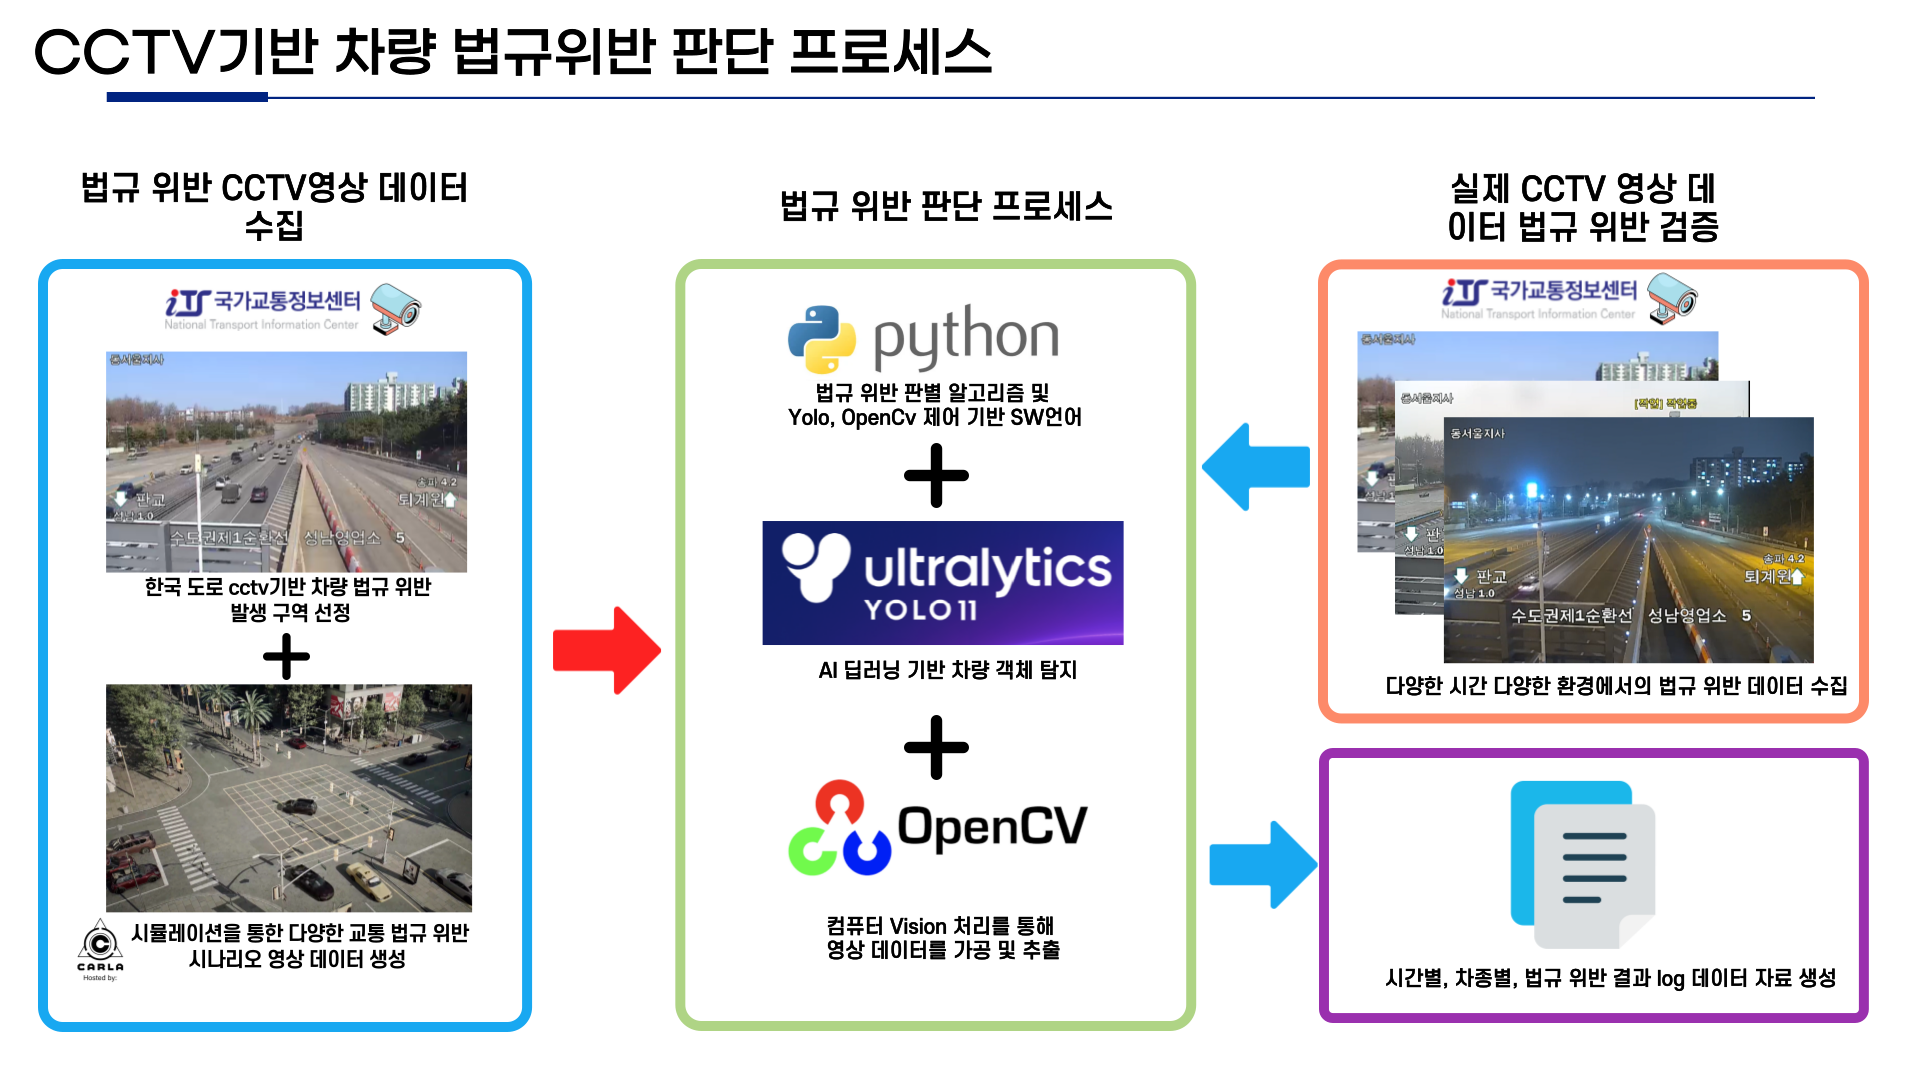 CCTV기반 차량 법규위반 판단 프로세스
법규 위반 CCTV영상 데이터
수집
iTS 국가교통정보센터
National Transport Information Center
동서울지사
송파 4.2
판교
퇴계원
성남 1.0
수도권제1순환선 성남영업소 5
한국 도로 cctv기반 차량 법규 위반
발생 구역 선정
+
CARLA
Hosted by:
시뮬레이션을 통한 다양한 교통 법규 위반
시나리오 영상 데이터 생성
법규 위반 판단 프로세스
python
법규 위반 판별 알고리즘 및
Yolo, OpenCv 제어 기반 SW언어
+
ultralytics
YOLO11
AI 딥러닝 기반 차량 객체 탐지
+
OpenCV
컴퓨터 Vision 처리를 통해
영상 데이터를 가공 및 추출
실제 CCTV 영상 데
이터 법규 위반 검증
iTS 국가교통정보센터
National Transport Information Center
동서울지사
동서울지사
동서울지사
송파 4.2
판교
퇴계원
성남 1.0
수도권제1순환선 성남영업소 5
다양한 시간 다양한 환경에서의 법규 위반 데이터 수집
시간별, 차종별, 법규 위반 결과 log 데이터 자료 생성